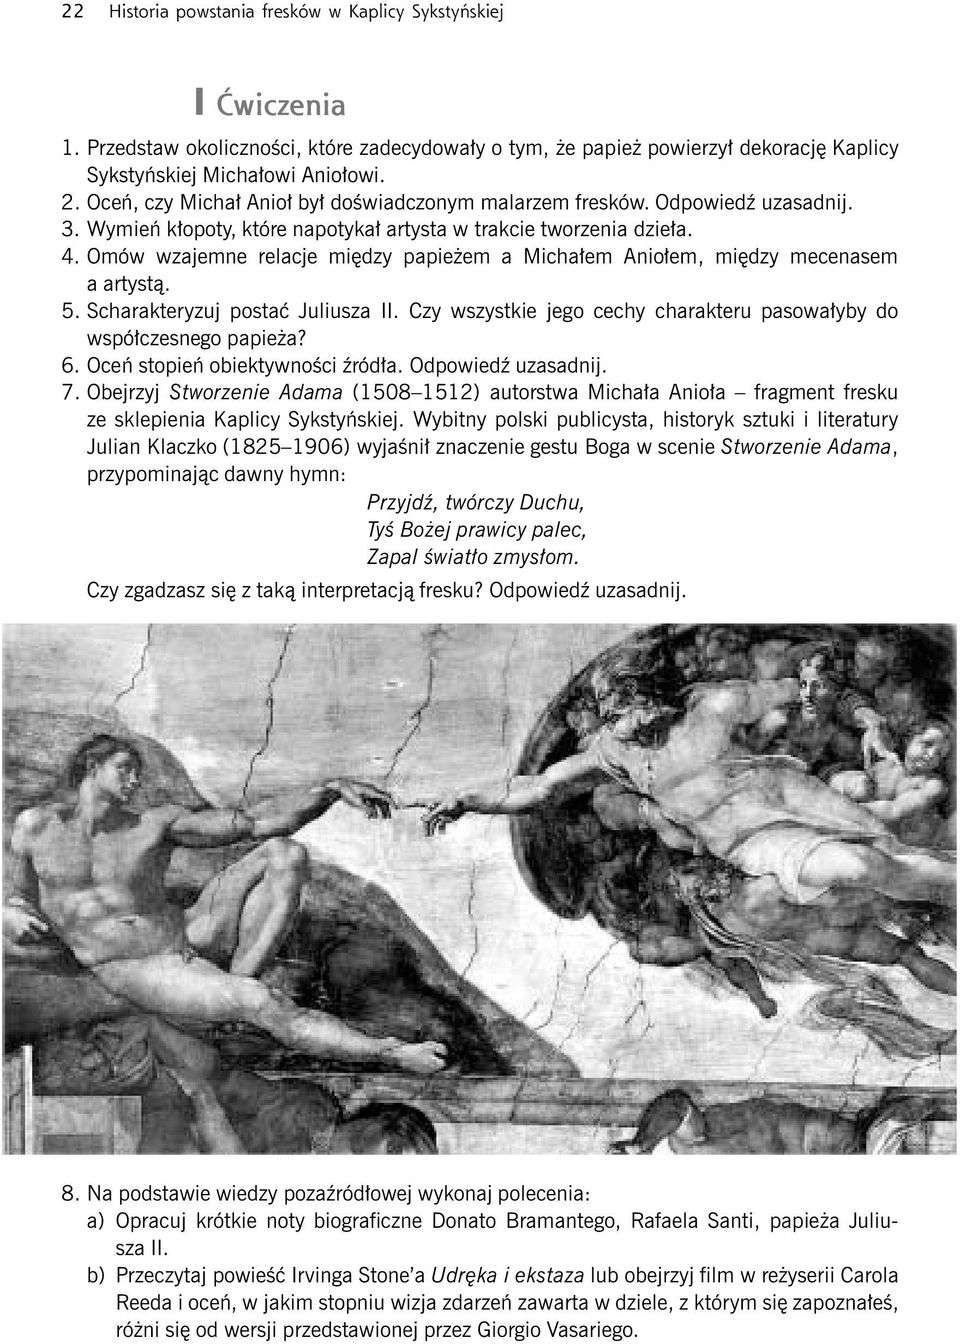 22 Historia powstania fresków w Kaplicy Sykstyńskiej
Ćwiczenia
1. Przedstaw okoliczności, które zadecydowały o tym, że papież powierzył dekorację Kaplicy
Sykstyńskiej Michałowi Aniołowi.
2. Oceń, czy Michał Anioł był doświadczonym malarzem fresków. Odpowiedź uzasadnij.
3. Wymień kłopoty, które napotykał artysta w trakcie tworzenia dzieła.
4. Omów wzajemne relacje między papieżem a Michałem Aniołem, między mecenasem
a artystą.
5. Scharakteryzuj postać Juliusza II. Czy wszystkie jego cechy charakteru pasowałyby do
współczesnego papieża?
6. Oceń stopień obiektywności źródła. Odpowiedź uzasadnij.
7. Obejrzyj Stworzenie Adama (1508–1512) autorstwa Michała Anioła – fragment fresku
ze sklepienia Kaplicy Sykstyńskiej. Wybitny polski publicysta, historyk sztuki i literatury
Julian Klaczko (1825–1906) wyjaśnił znaczenie gestu Boga w scenie Stworzenie Adama,
przypominając dawny hymn:
Przyjdź, twórczy Duchu,
Tyś Bożej prawicy palec,
Zapal światło zmysłom.
Czy zgadzasz się z taką interpretacją fresku? Odpowiedź uzasadnij.
8. Na podstawie wiedzy pozaźródłowej wykonaj polecenia:
a) Opracuj krótkie noty biograficzne Donato Bramantego, Rafaela Santi, papieża Juliu-
sza II.
b) Przeczytaj powieść Irvinga Stone'a Udręka i ekstaza lub obejrzyj film w reżyserii Carola
Reeda i oceń, w jakim stopniu wizja zdarzeń zawarta w dziele, z którym się zapoznałeś,
różni się od wersji przedstawionej przez Giorgio Vasariego.